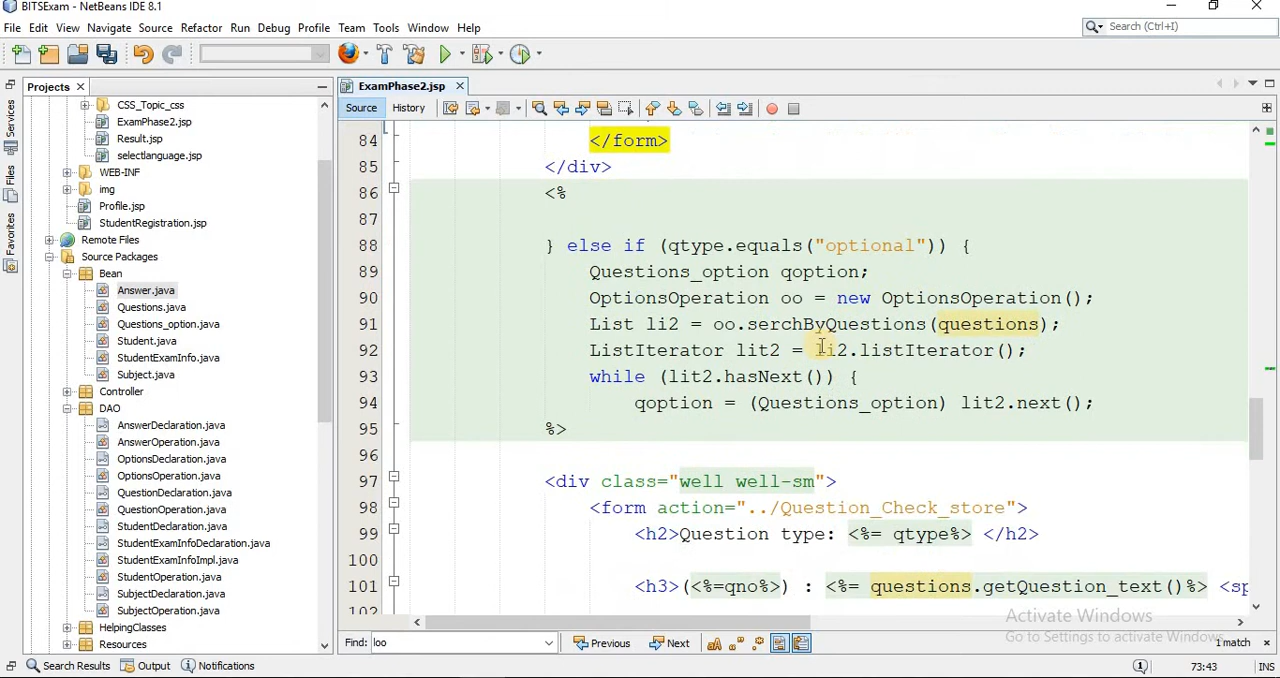 BITSExam - NetBeans IDE 8.1
File Edit View Navigate Source Refactor Run Debug Profile Team Tools Window Help
Search (Ctrl+I)
Projects
ExamPhase2.jsp
Source History
Services
Files
Favorites
CSS_Topic_css
ExamPhase2.jsp
Result.jsp
selectlanguage.jsp
WEB-INF
img
Profile.jsp
StudentRegistration.jsp
Remote Files
Source Packages
Bean
Answer.java
Questions.java
Questions_option.java
Student.java
StudentExamInfo.java
Subject.java
Controller
DAO
AnswerDeclaration.java
AnswerOperation.java
OptionsDeclaration.java
OptionsOperation.java
QuestionDeclaration.java
QuestionOperation.java
StudentDeclaration.java
StudentExamInfoDeclaration.java
StudentExamInfoImpl.java
StudentOperation.java
SubjectDeclaration.java
SubjectOperation.java
HelpingClasses
Resources
84 </form>
85 </div>
86 <%
87
88 } else if (qtype.equals("optional")) {
89 Questions_option qoption;
90 OptionsOperation oo = new OptionsOperation();
91 List li2 = oo.serchByQuestions(questions);
92 ListIterator lit2 = li2.listIterator();
93 while (lit2.hasNext()) {
94 qoption = (Questions_option) lit2.next();
95 %>
96
97 <div class="well well-sm">
98 <form action="../Question_Check_store">
99 <h2>Question type: <%= qtype%> </h2>
100
101 <h3>(<%=qno%>) : <%= questions.getQuestion_text()%> <sp
102
Activate Windows
Go to Settings to activate Windows.
Find: loo Previous Next 1 match
Search Results Output Notifications 73:43 INS